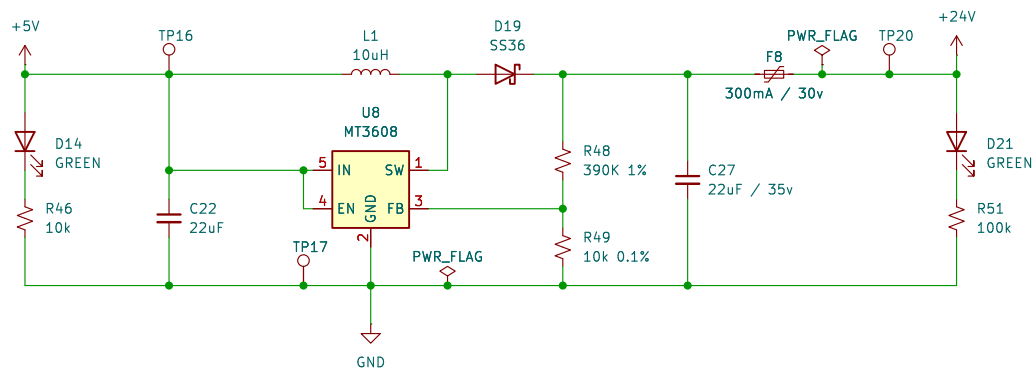 +5V
TP16
L1
10uH
D19
SS36
PWR_FLAG
TP20
+24V
F8
300mA / 30v
U8
MT3608
D14
GREEN
5
IN
SW
1
4
EN
GND
FB
3
2
R48
390K 1%
C27
22uF / 35v
D21
GREEN
R46
10k
C22
22uF
R49
10k 0.1%
R51
100k
TP17
PWR_FLAG
GND